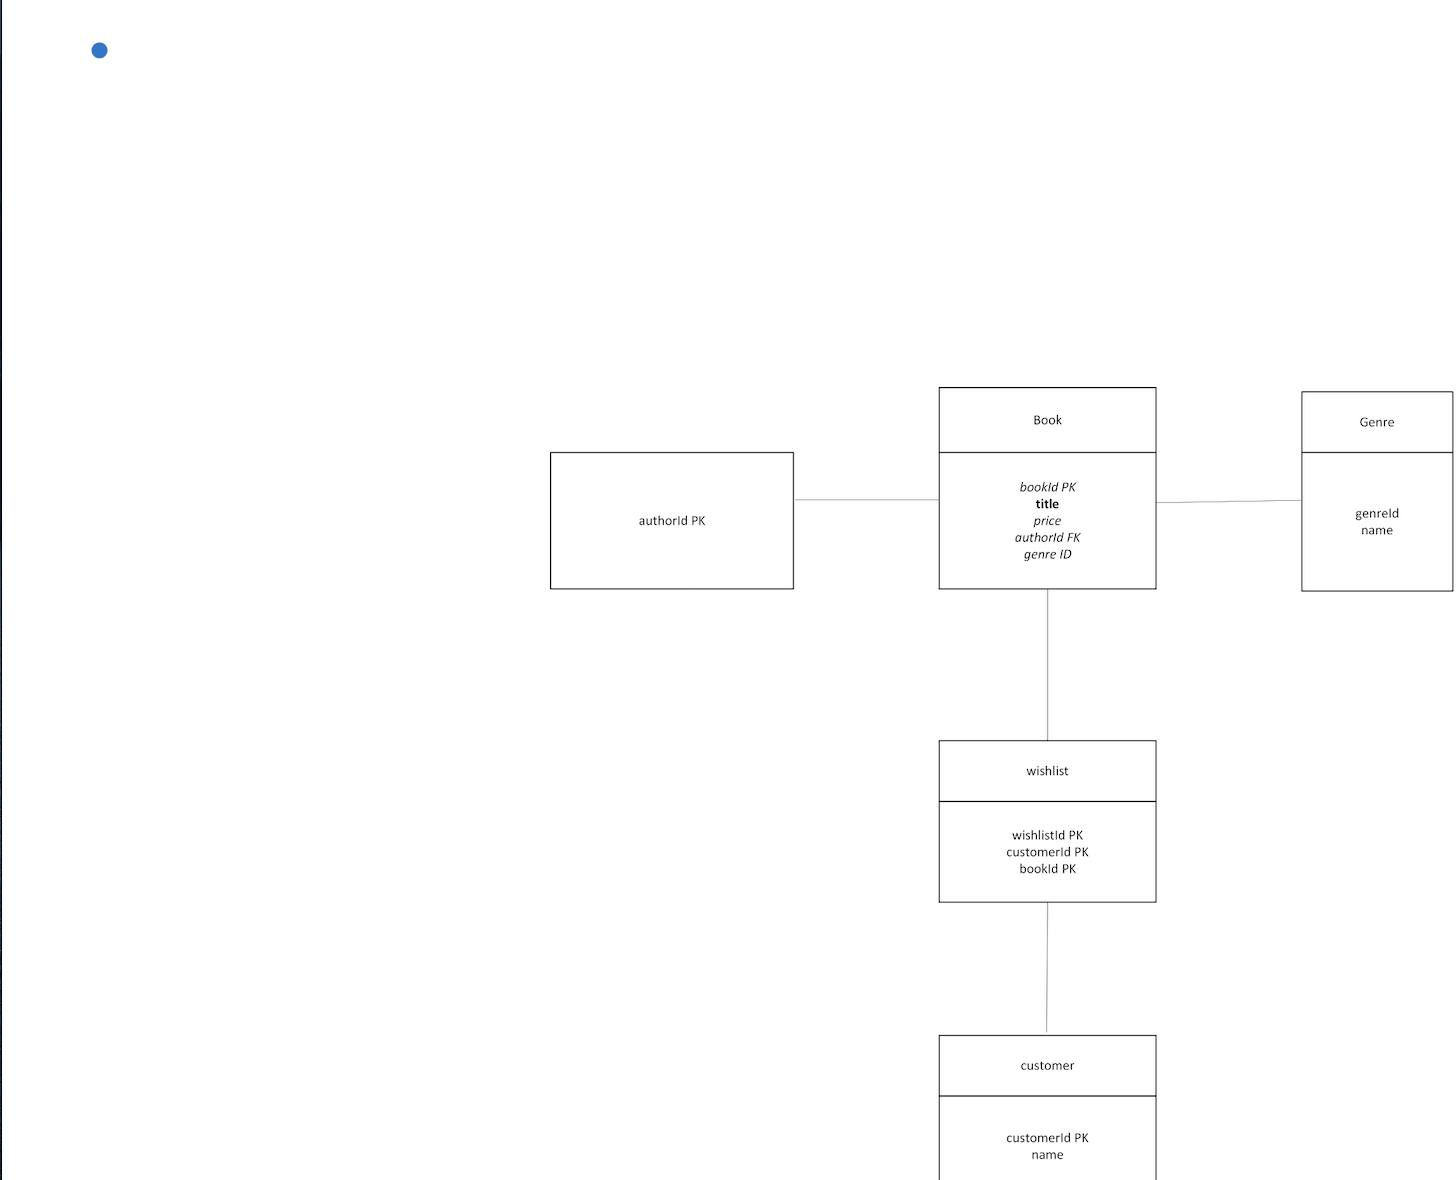 Book
bookId PK
title
price
authorId FK
genre ID
authorId PK
Genre
genreId
name
wishlist
wishlistId PK
customerId PK
bookId PK
customer
customerId PK
name